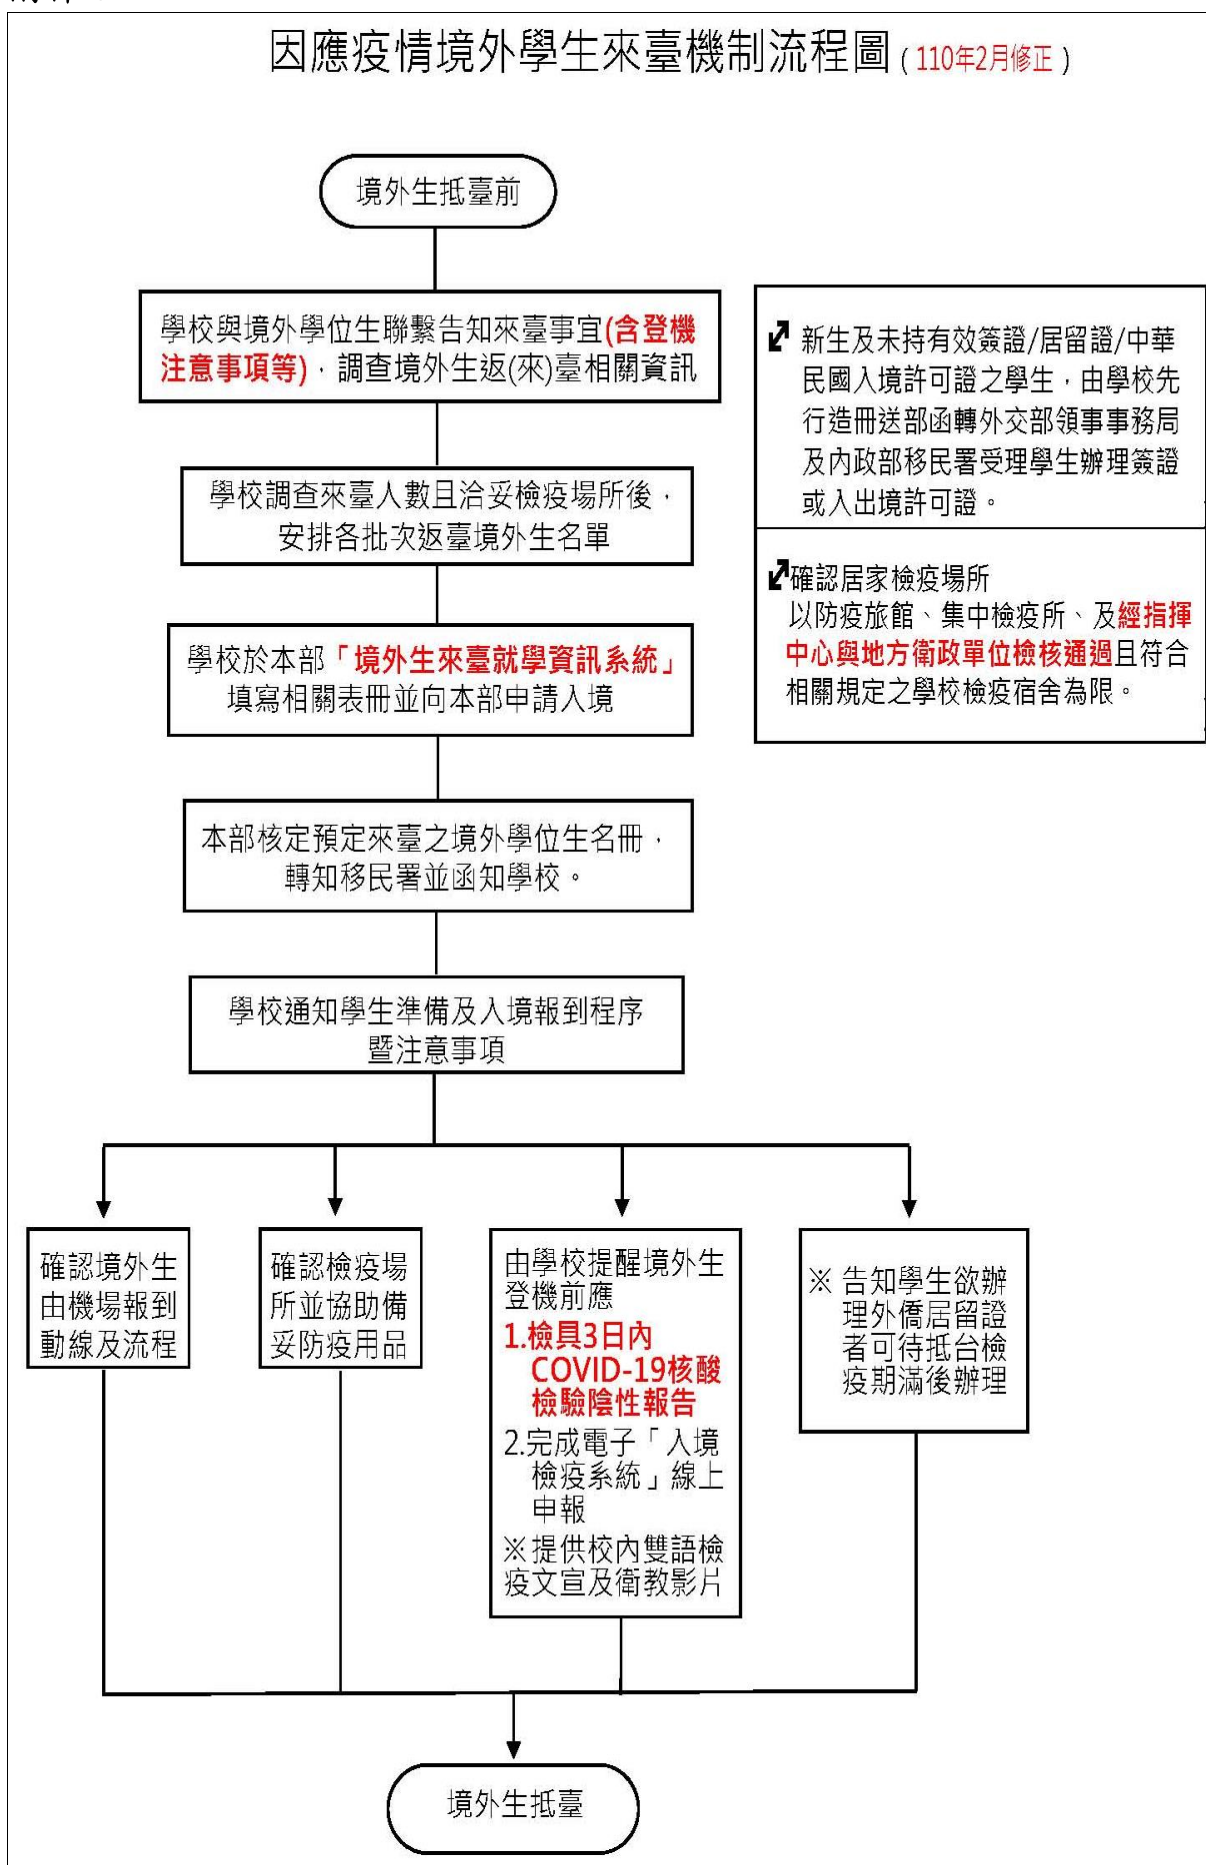 因應疫情境外學生來臺機制流程圖(110年2月修正)
境外生抵臺前
學校與境外學位生聯繫告知來臺事宜(含登機
注意事項等)，調查境外生返(來)臺相關資訊
學校調查來臺人數且洽妥檢疫場所後，
安排各批次返臺境外生名單
學校於本部「境外生來臺就學資訊系統」
填寫相關表冊並向本部申請入境
本部核定預定來臺之境外學位生名冊，
轉知移民署並函知學校。
學校通知學生準備及入境報到程序
暨注意事項
新生及未持有效簽證/居留證/中華
民國入境許可證之學生，由學校先
行造冊送部函轉外交部領事事務局
及內政部移民署受理學生辦理簽證
或入出境許可證。
確認居家檢疫場所
以防疫旅館、集中檢疫所、及經指揮
中心與地方衛政單位檢核通過且符合
相關規定之學校檢疫宿舍為限。
確認境外生
由機場報到
動線及流程
確認檢疫場
所並協助備
妥防疫用品
由學校提醒境外生
登機前應
1.檢具3日內
COVID-19核酸
檢驗陰性報告
2.完成電子「入境
檢疫系統」線上
申報
※提供校內雙語檢
疫文宣及衛教影片
※ 告知學生欲辦
理外僑居留證
者可待抵台檢
疫期滿後辦理
境外生抵臺